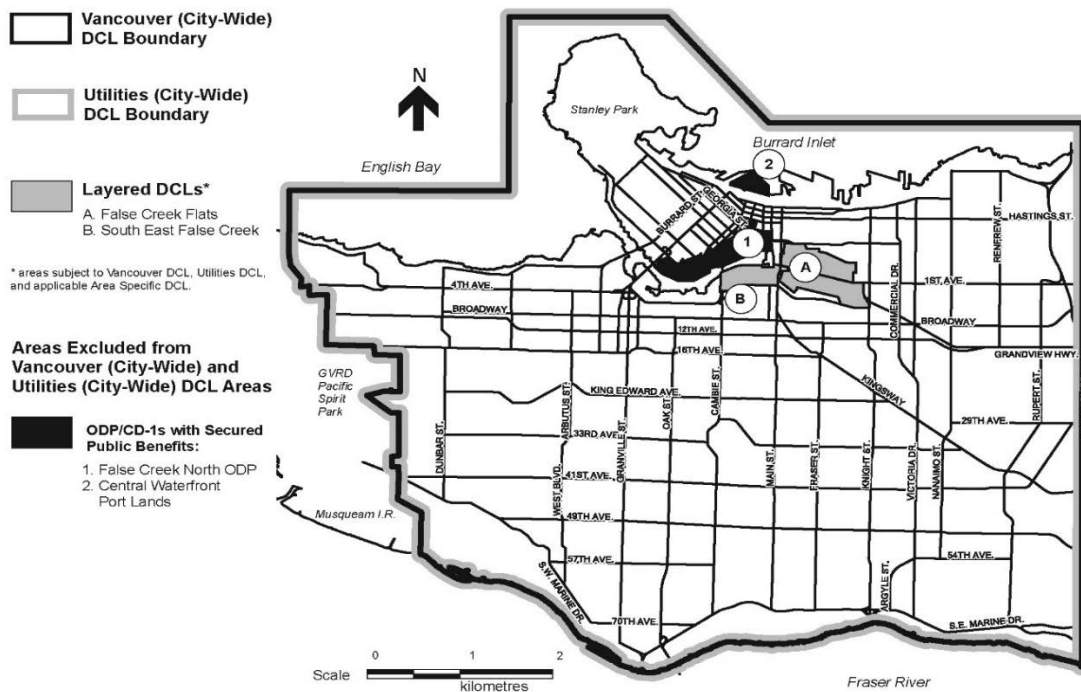 Vancouver (City-Wide)
DCL Boundary
Utilities (City-Wide)
DCL Boundary
Layered DCLs*
A. False Creek Flats
B. South East False Creek
* areas subject to Vancouver DCL, Utilities DCL,
and applicable Area Specific DCL.
Areas Excluded from
Vancouver (City-Wide) and
Utilities (City-Wide) DCL Areas
ODP/CD-1s with Secured
Public Benefits:
1. False Creek North ODP
2. Central Waterfront
Port Lands
N
Stanley Park
English Bay
Burrard Inlet
2
BURRARD ST.
GEORGIA ST.
1
A
B
HASTINGS ST.
RENFREW ST.
COMMERCIAL DR.
4TH AVE.
1ST AVE.
BROADWAY
BROADWAY
12TH AVE.
16TH AVE.
GRANDVIEW HWY.
GVRD
Pacific
Spirit
Park
KING EDWARD AVE.
KINGSWAY
CAMBIE ST.
OAK ST.
ARBUTUS ST.
RUPERT ST.
29TH AVE.
33RD AVE.
DUNBAR ST.
GRANVILLE ST.
41ST AVE.
WEST BLVD.
MAIN ST.
FRASER ST.
KNIGHT ST.
VICTORIA DR.
NANAIMO ST.
49TH AVE.
Musqueam I.R.
57TH AVE.
54TH AVE.
S.W. MARINE DR.
ARGYLE ST.
70TH AVE.
S.E. MARINE DR.
Scale
0 1 2
kilometres
Fraser River